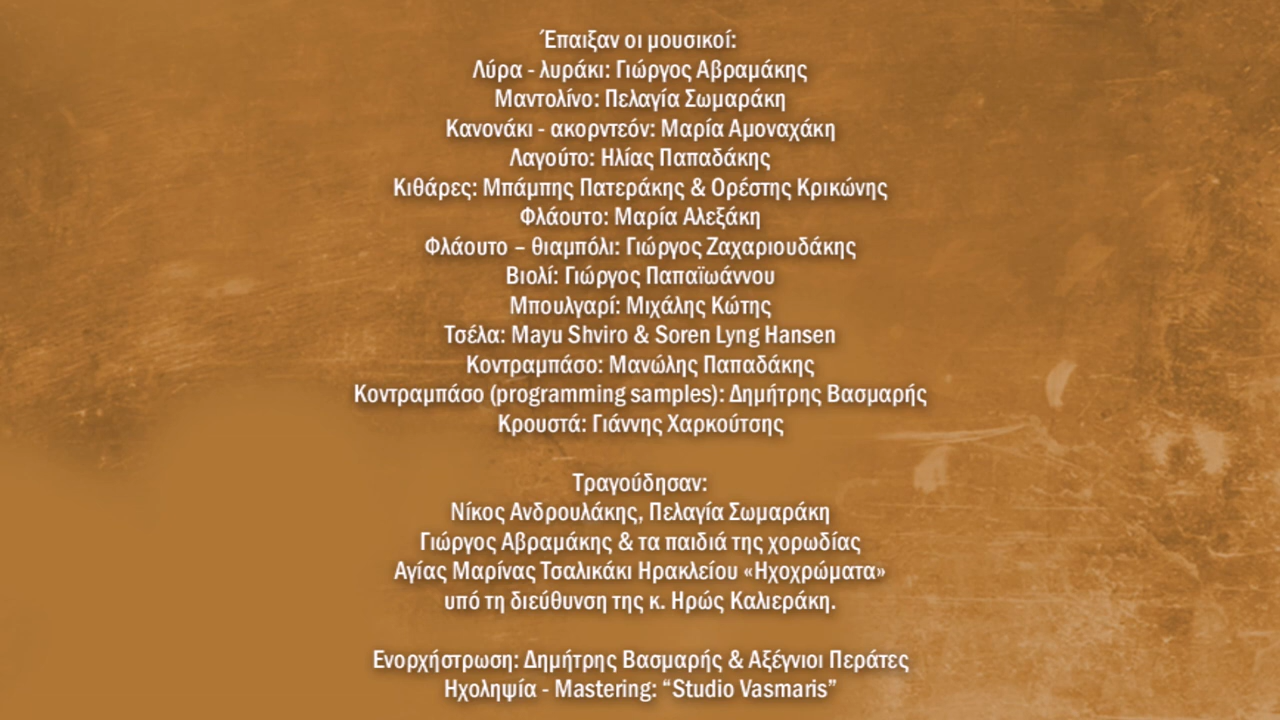 Έπαιξαν οι μουσικοί:
Λύρα - λυράκι: Γιώργος Αβραμάκης
Μαντολίνο: Πελαγία Σωμαράκη
Κανονάκι - ακορντεόν: Μαρία Αμοναχάκη
Λαγούτο: Ηλίας Παπαδάκης
Κιθάρες: Μπάμπης Πατεράκης & Ορέστης Κρικώνης
Φλάουτο: Μαρία Αλεξάκη
Φλάουτο – θιαμπόλι: Γιώργος Ζαχαριουδάκης
Βιολί: Γιώργος Παπαϊωάννου
Μπουλγαρί: Μιχάλης Κώτης
Τσέλα: Mayu Shviro & Soren Lyng Hansen
Κοντραμπάσο: Μανώλης Παπαδάκης
Κοντραμπάσο (programming samples): Δημήτρης Βασμαρής
Κρουστά: Γιάννης Χαρκούτσης
Τραγούδησαν:
Νίκος Ανδρουλάκης, Πελαγία Σωμαράκη
Γιώργος Αβραμάκης & τα παιδιά της χορωδίας
Αγίας Μαρίνας Τσαλικάκι Ηρακλείου «Ηχοχρώματα»
υπό τη διεύθυνση της κ. Ηρώς Καλιεράκη.
Ενορχήστρωση: Δημήτρης Βασμαρής & Αξέγνιοι Περάτες
Ηχοληψία - Mastering: “Studio Vasmaris”